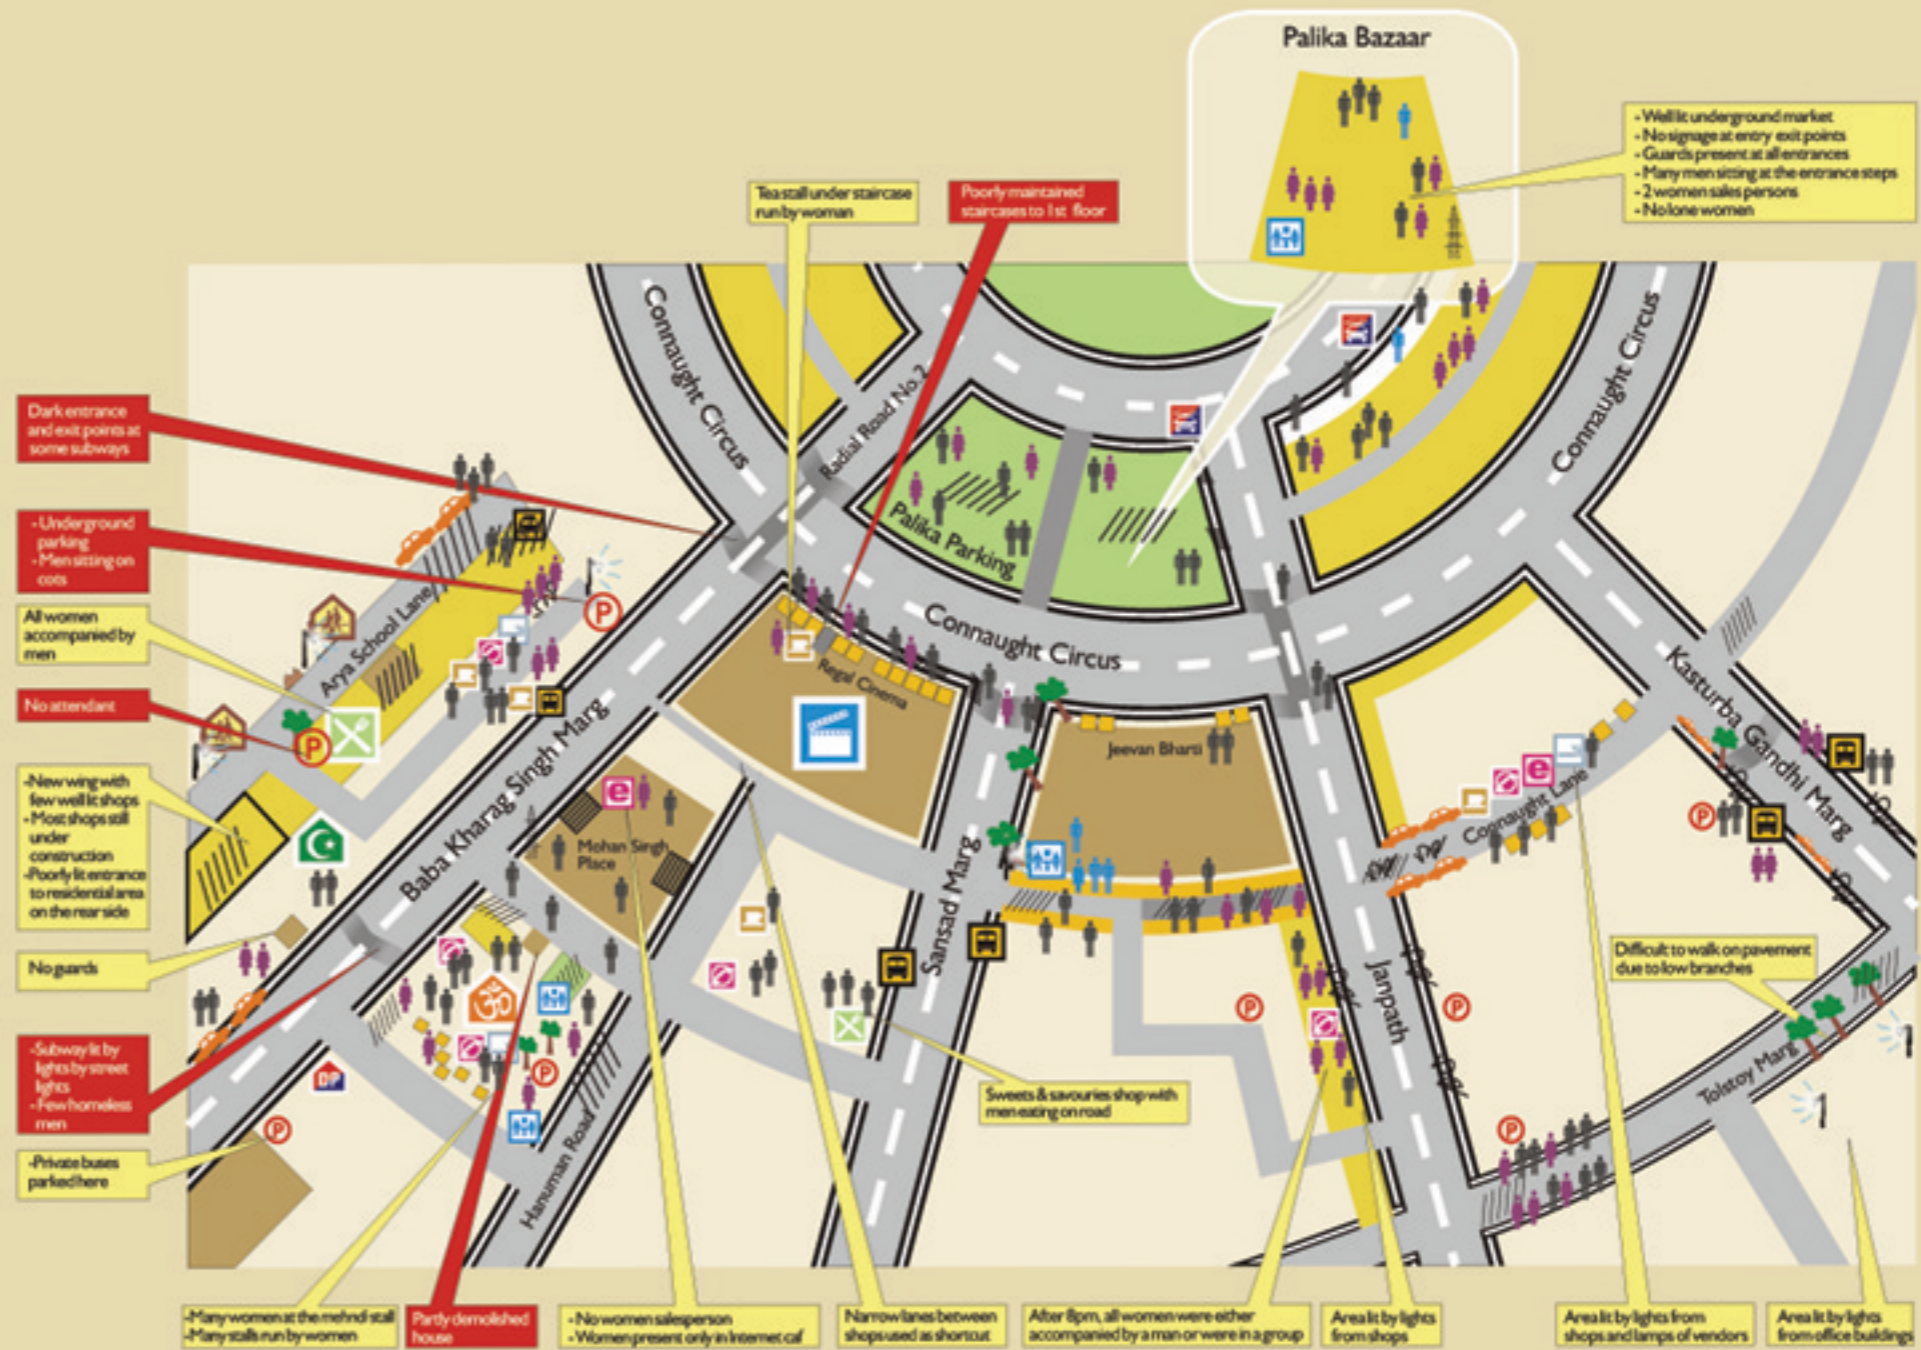 Palika Bazaar
- Well lit underground market
- No signage at entry exit points
- Guards present at all entrances
- Many men sitting at the entrance steps
- 2 women sales persons
- No lone women
Tea stall under staircase
run by woman
Poorly maintained
staircases to 1st floor
Dark entrance
and exit points at
some subways
- Underground
parking
- Men sitting on
cots
All women
accompanied by
men
No attendant
-New wing with
few well lit shops
- Most shops still
under
construction
-Poorly lit entrance
to residential area
on the rear side
No guards
-Subway lit by
lights by street
lights
- Few homeless
men
-Private buses
parked here
Connaught Circus
Radial Road No. 2
Connaught Circus
Palika Parking
Connaught Circus
Arya School Lane
Baba Kharag Singh Marg
Regal Cinema
Jeevan Bharti
Mohan Singh
Place
e
Sansad Marg
Janpath
Connaught Lane
e
Kasturba Gandhi Marg
Tolstoy Marg
Hanuman Road
P
P
P
P
P
P
P
P
ॐ
Difficult to walk on pavement
due to low branches
Sweets & savouries shop with
men eating on road
-Many women at the mehndi stall
-Many stalls run by women
Partly demolished
house
- No women salesperson
- Women present only in Internet caf
Narrow lanes between
shops used as shortcut
After 8pm, all women were either
accompanied by a man or were in a group
Area lit by lights
from shops
Area lit by lights from
shops and lamps of vendors
Area lit by lights
from office buildings